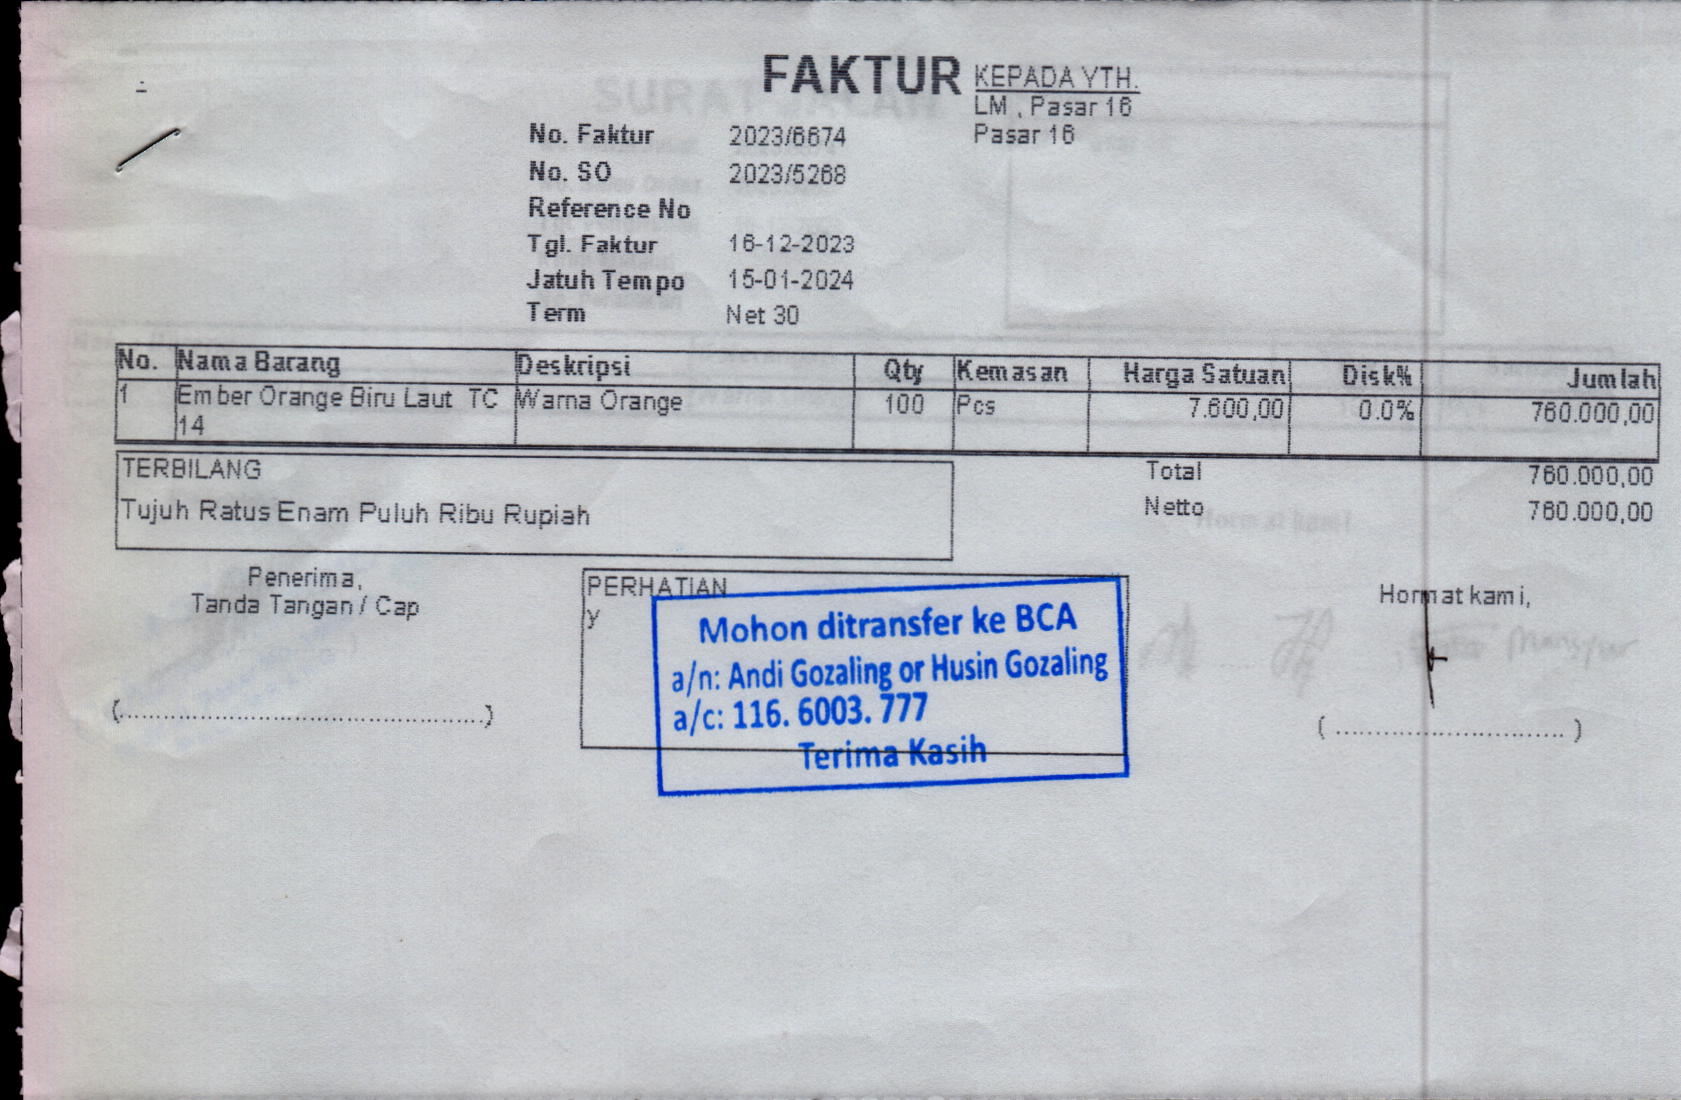 FAKTUR
KEPADA YTH.
LM , Pasar 16
Pasar 16
No. Faktur 2023/6674
No. SO 2023/5268
Reference No
Tgl. Faktur 16-12-2023
Jatuh Tempo 15-01-2024
Term Net 30
No. Nama Barang Deskripsi Qty Kemasan Harga Satuan Disk% Jumlah
1 Ember Orange Biru Laut TC Warna Orange 100 Pcs 7.600,00 0.0% 760.000,00
14
TERBILANG
Tujuh Ratus Enam Puluh Ribu Rupiah
Total 760.000,00
Netto 760.000,00
Penerima,
Tanda Tangan / Cap
PERHATIAN
y
Mohon ditransfer ke BCA
a/n: Andi Gozaling or Husin Gozaling
a/c: 116. 6003. 777
Terima Kasih
Hormat kami,
(..............................................)
( ............................. )